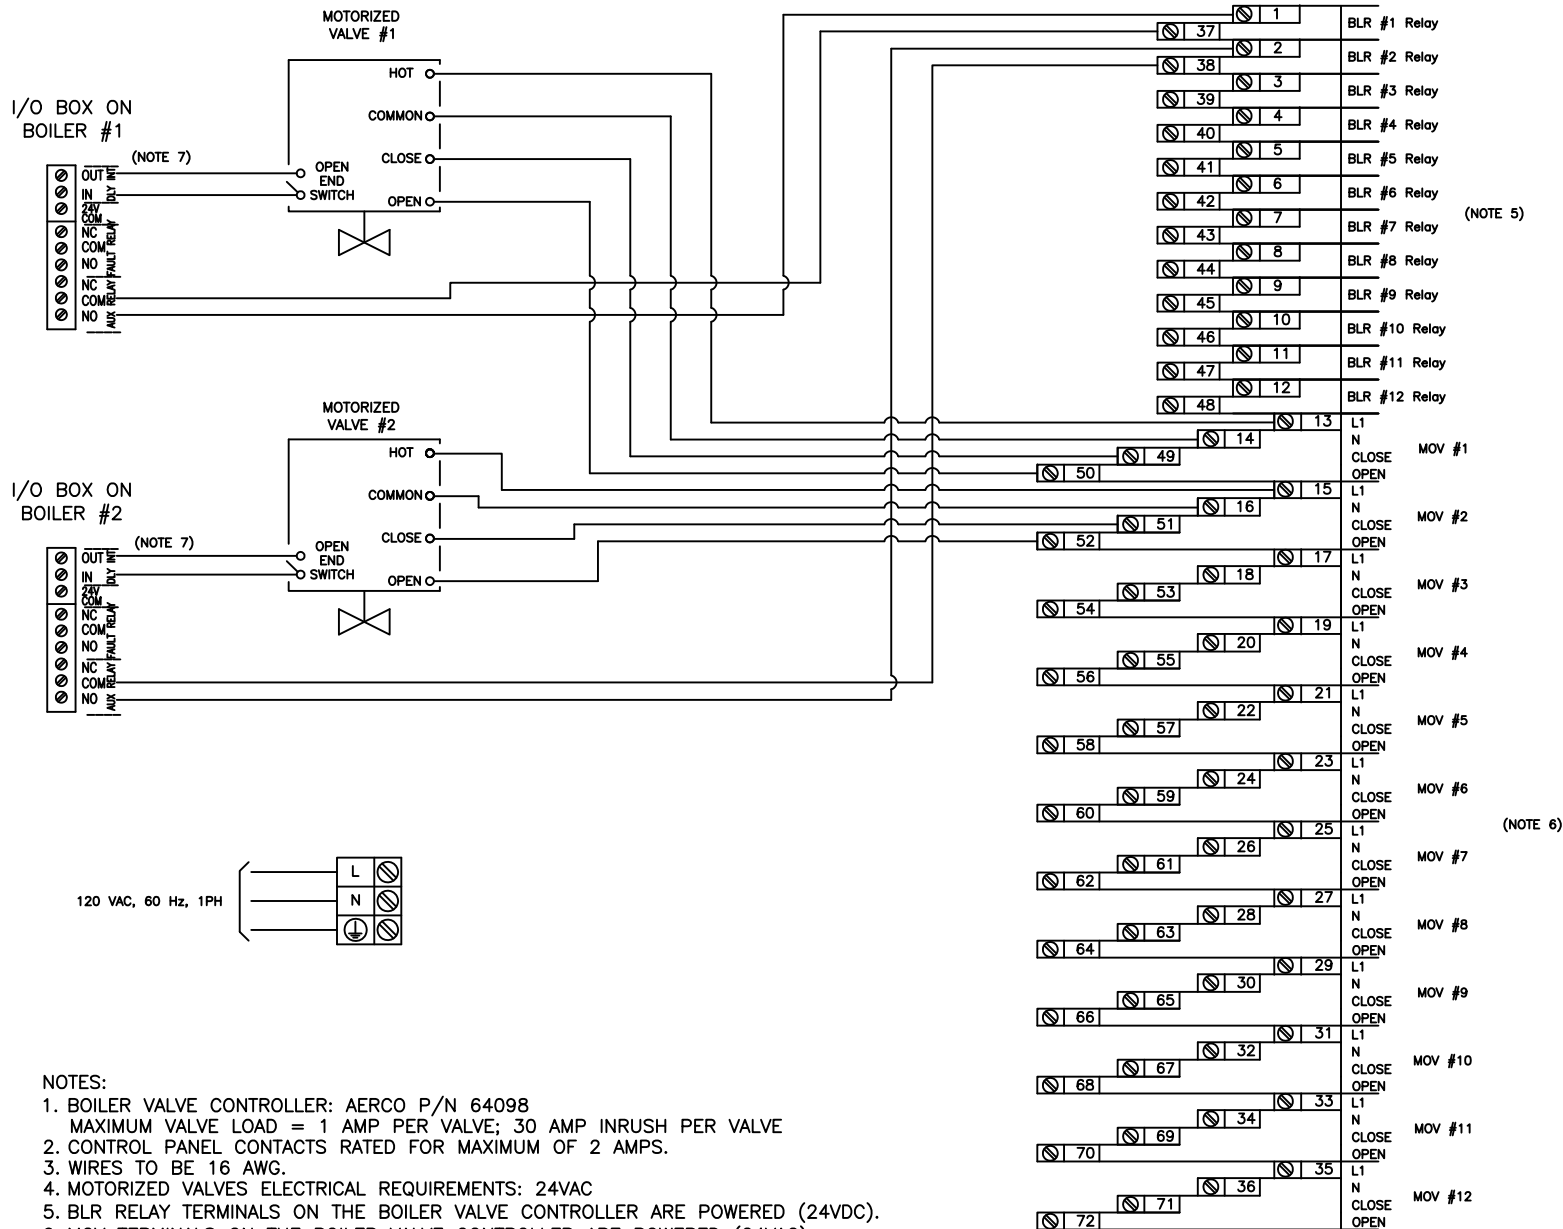 MOTORIZED
VALVE #1
HOT
COMMON
CLOSE
OPEN
OPEN
END
SWITCH
I/O BOX ON
BOILER #1
(NOTE 7)
OUT
IN
DLY INT
24V
COM
NC
COM
NO
FAULT RELAY
NC
COM
NO
AUX RELAY
MOTORIZED
VALVE #2
HOT
COMMON
CLOSE
OPEN
OPEN
END
SWITCH
I/O BOX ON
BOILER #2
(NOTE 7)
OUT
IN
DLY INT
24V
COM
NC
COM
NO
FAULT RELAY
NC
COM
NO
AUX RELAY
120 VAC, 60 Hz, 1PH
L
N
1
37
BLR #1 Relay
2
38
BLR #2 Relay
3
39
BLR #3 Relay
4
40
BLR #4 Relay
5
41
BLR #5 Relay
6
42
BLR #6 Relay
7
43
BLR #7 Relay
8
44
BLR #8 Relay
9
45
BLR #9 Relay
10
46
BLR #10 Relay
11
47
BLR #11 Relay
12
48
BLR #12 Relay
(NOTE 5)
13 L1
14 N
49 CLOSE
50 OPEN
MOV #1
15 L1
16 N
51 CLOSE
52 OPEN
MOV #2
17 L1
18 N
53 CLOSE
54 OPEN
MOV #3
19 L1
20 N
55 CLOSE
56 OPEN
MOV #4
21 L1
22 N
57 CLOSE
58 OPEN
MOV #5
23 L1
24 N
59 CLOSE
60 OPEN
MOV #6
25 L1
26 N
61 CLOSE
62 OPEN
MOV #7
27 L1
28 N
63 CLOSE
64 OPEN
MOV #8
29 L1
30 N
65 CLOSE
66 OPEN
MOV #9
31 L1
32 N
67 CLOSE
68 OPEN
MOV #10
33 L1
34 N
69 CLOSE
70 OPEN
MOV #11
35 L1
36 N
71 CLOSE
72 OPEN
MOV #12
(NOTE 6)
NOTES:
1. BOILER VALVE CONTROLLER: AERCO P/N 64098
MAXIMUM VALVE LOAD = 1 AMP PER VALVE; 30 AMP INRUSH PER VALVE
2. CONTROL PANEL CONTACTS RATED FOR MAXIMUM OF 2 AMPS.
3. WIRES TO BE 16 AWG.
4. MOTORIZED VALVES ELECTRICAL REQUIREMENTS: 24VAC
5. BLR RELAY TERMINALS ON THE BOILER VALVE CONTROLLER ARE POWERED (24VDC).